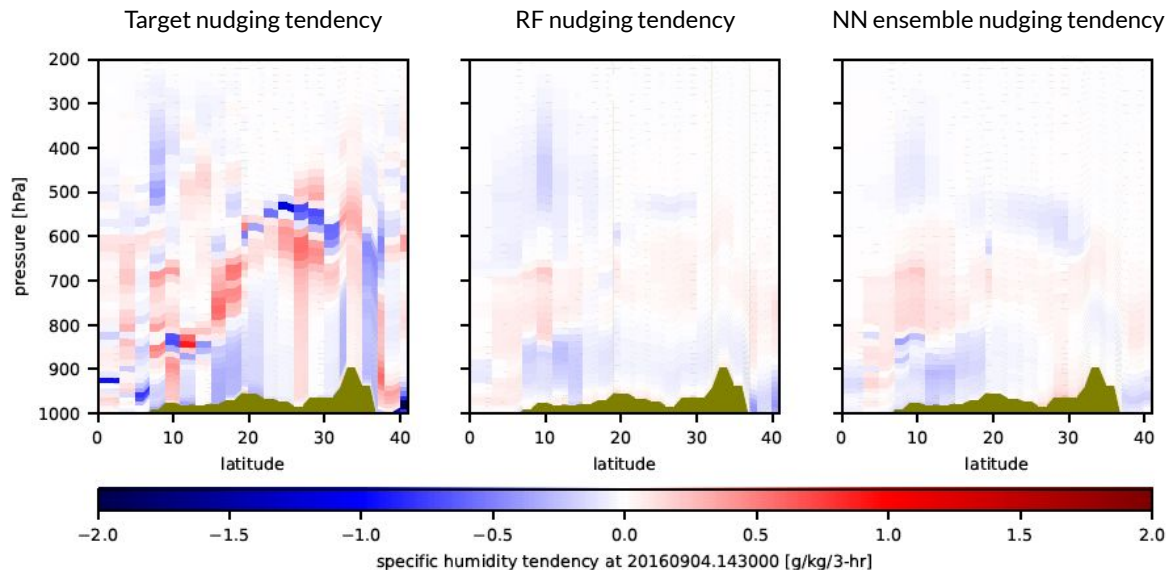 Target nudging tendency
RF nudging tendency
NN ensemble nudging tendency
200
300
400
500
600
700
800
900
1000
pressure [hPa]
0 10 20 30 40
0 10 20 30 40
0 10 20 30 40
latitude
latitude
latitude
−2.0 −1.5 −1.0 −0.5 0.0 0.5 1.0 1.5 2.0
specific humidity tendency at 20160904.143000 [g/kg/3-hr]